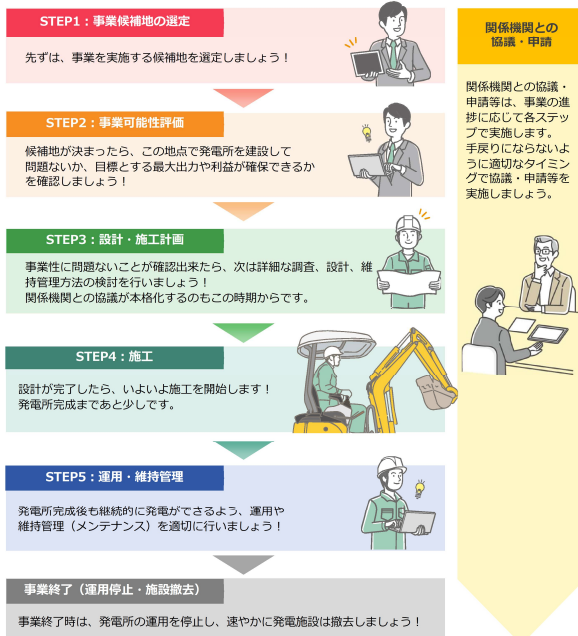 STEP1：事業候補地の選定
先ずは、事業を実施する候補地を選定しましょう！
STEP2：事業可能性評価
候補地が決まったら、この地点で発電所を建設して
問題ないか、目標とする最大出力や利益が確保できるか
を確認しましょう！
STEP3：設計・施工計画
事業性に問題ないことが確認出来たら、次は詳細な調査、設計、維
持管理方法の検討を行いましょう！
関係機関との協議が本格化するのもこの時期からです。
STEP4：施工
設計が完了したら、いよいよ施工を開始します！
発電所完成まであと少しです。
STEP5：運用・維持管理
発電所完成後も継続的に発電ができるよう、運用や
維持管理（メンテナンス）を適切に行いましょう！
事業終了（運用停止・施設撤去）
事業終了時は、発電所の運用を停止し、速やかに発電施設は撤去しましょう！
関係機関との
協議・申請
関係機関との協議・
申請等は、事業の進
捗に応じて各ステッ
プで実施します。
手戻りにならないよ
うに適切なタイミン
グで協議・申請等を
実施しましょう。